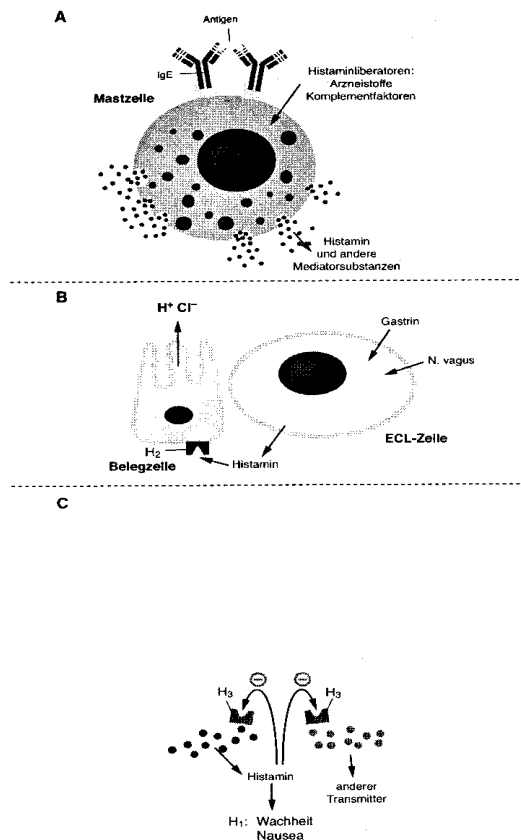 A
Antigen
IgE
Histaminliberatoren:
Arzneistoffe
Komplementfaktoren
Mastzelle
Histamin
und andere
Mediatorsubstanzen
B
H⁺ Cl⁻
Gastrin
N. vagus
H₂
Belegzelle
Histamin
ECL-Zelle
C
H₃
H₃
Histamin
anderer
Transmitter
H₁: Wachheit
Nausea